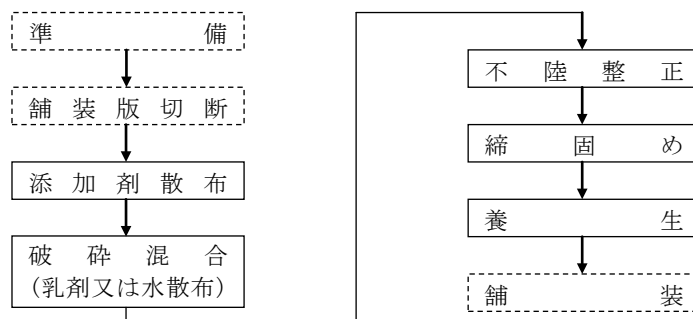 準備
舗装版切断
添加剤散布
破砕混合
（乳剤又は水散布）
不陸整正
締固め
養生
舗装